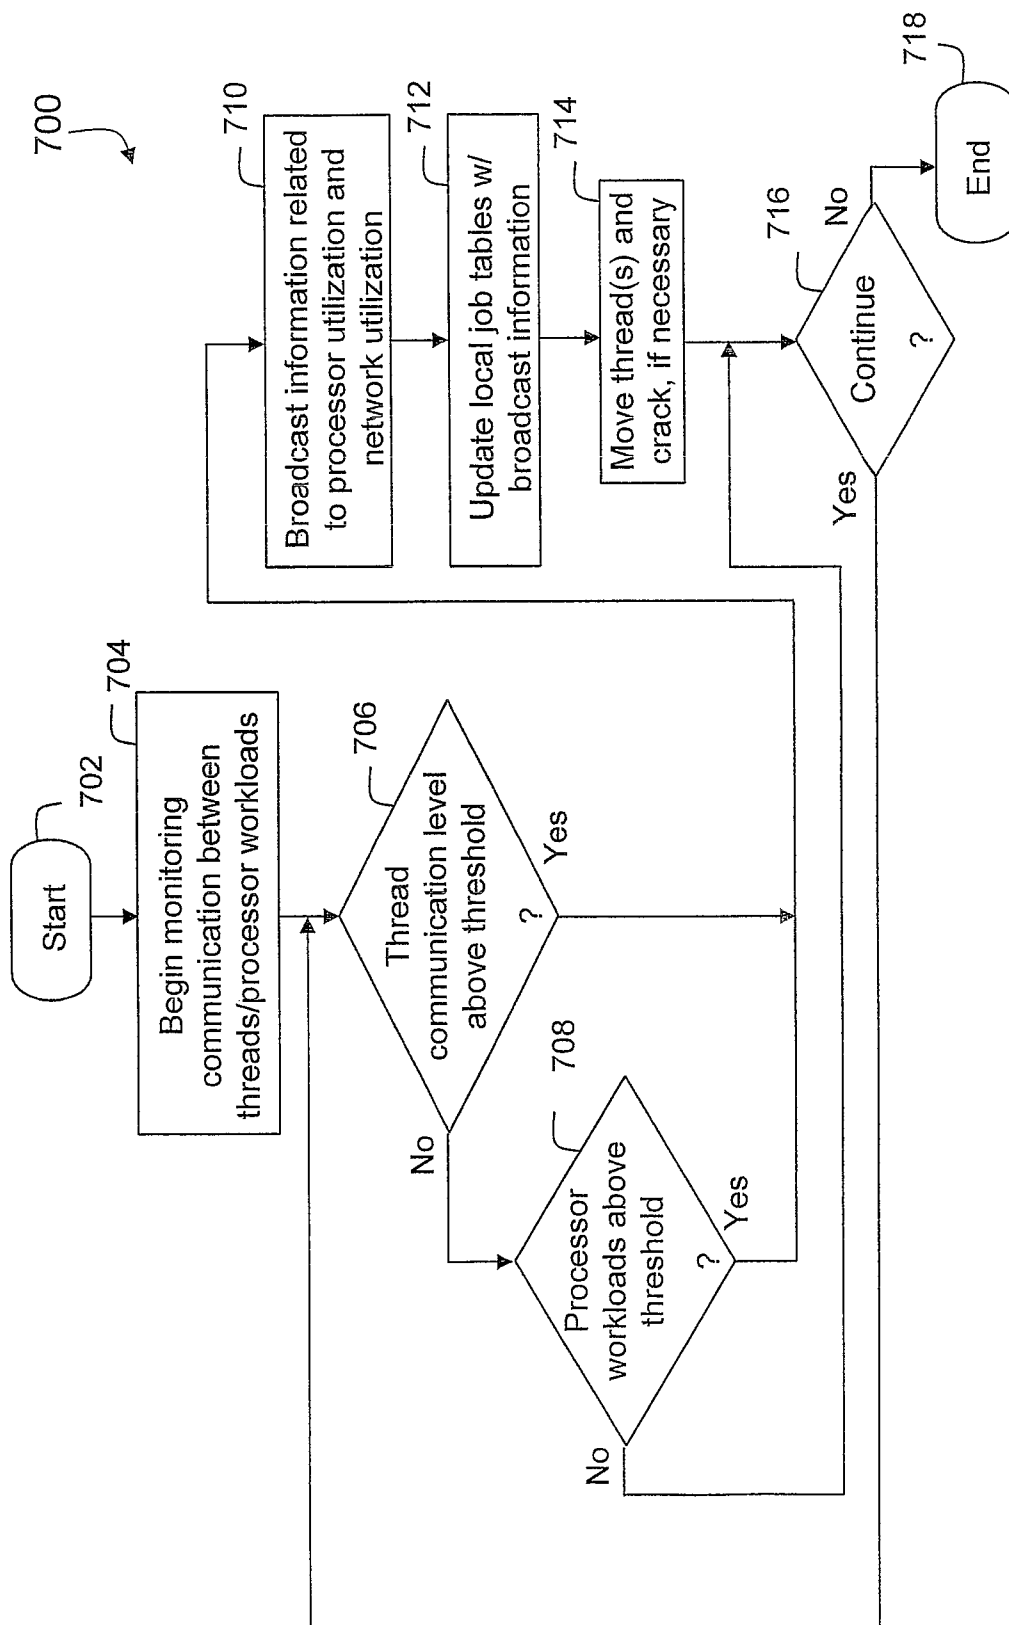 700
Start
702
Begin monitoring
communication between
threads/processor workloads
704
Thread
communication level
above threshold
?
706
Yes
No
Processor
workloads above
threshold
?
708
Yes
No
Broadcast information related
to processor utilization and
network utilization
710
Update local job tables w/
broadcast information
712
Move thread(s) and
crack, if necessary
714
Continue
?
716
Yes
No
End
718